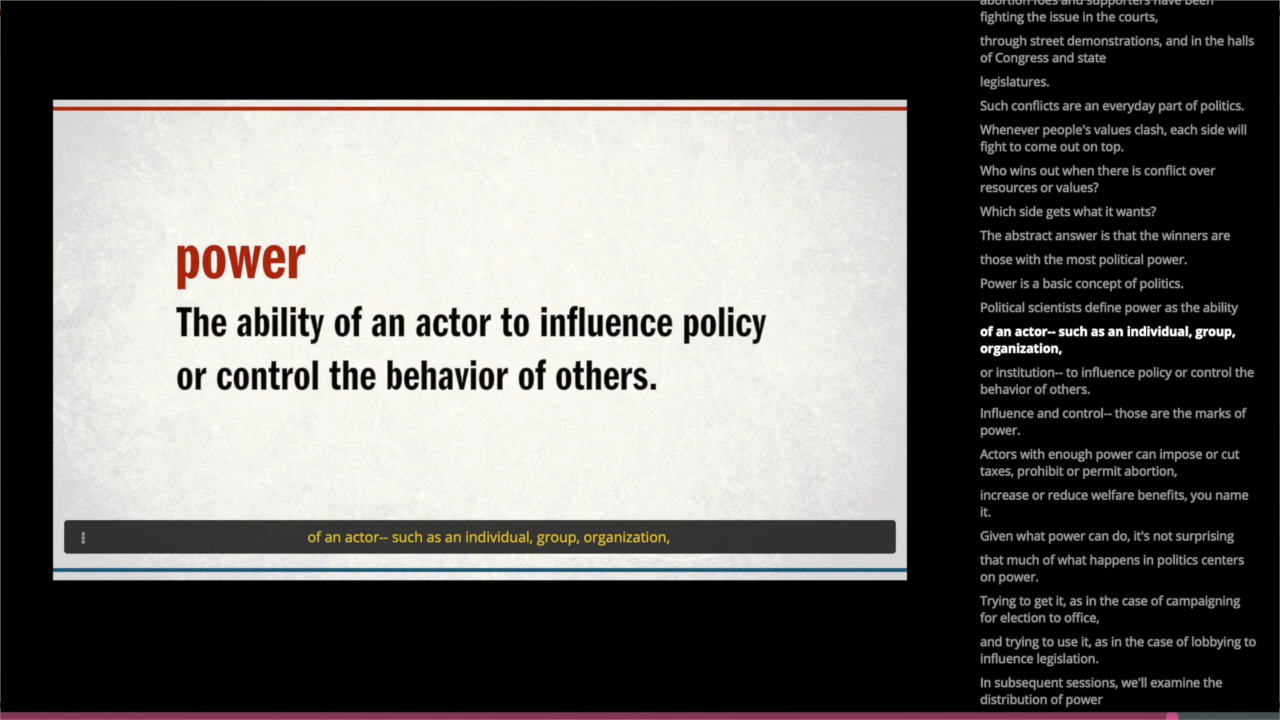 power
The ability of an actor to influence policy
or control the behavior of others.
of an actor-- such as an individual, group, organization,
abortion foes and supporters have been
fighting the issue in the courts,
through street demonstrations, and in the halls
of Congress and state
legislatures.
Such conflicts are an everyday part of politics.
Whenever people's values clash, each side will
fight to come out on top.
Who wins out when there is conflict over
resources or values?
Which side gets what it wants?
The abstract answer is that the winners are
those with the most political power.
Power is a basic concept of politics.
Political scientists define power as the ability
of an actor-- such as an individual, group,
organization,
or institution-- to influence policy or control the
behavior of others.
Influence and control-- those are the marks of
power.
Actors with enough power can impose or cut
taxes, prohibit or permit abortion,
increase or reduce welfare benefits, you name
it.
Given what power can do, it's not surprising
that much of what happens in politics centers
on power.
Trying to get it, as in the case of campaigning
for election to office,
and trying to use it, as in the case of lobbying to
influence legislation.
In subsequent sessions, we'll examine the
distribution of power